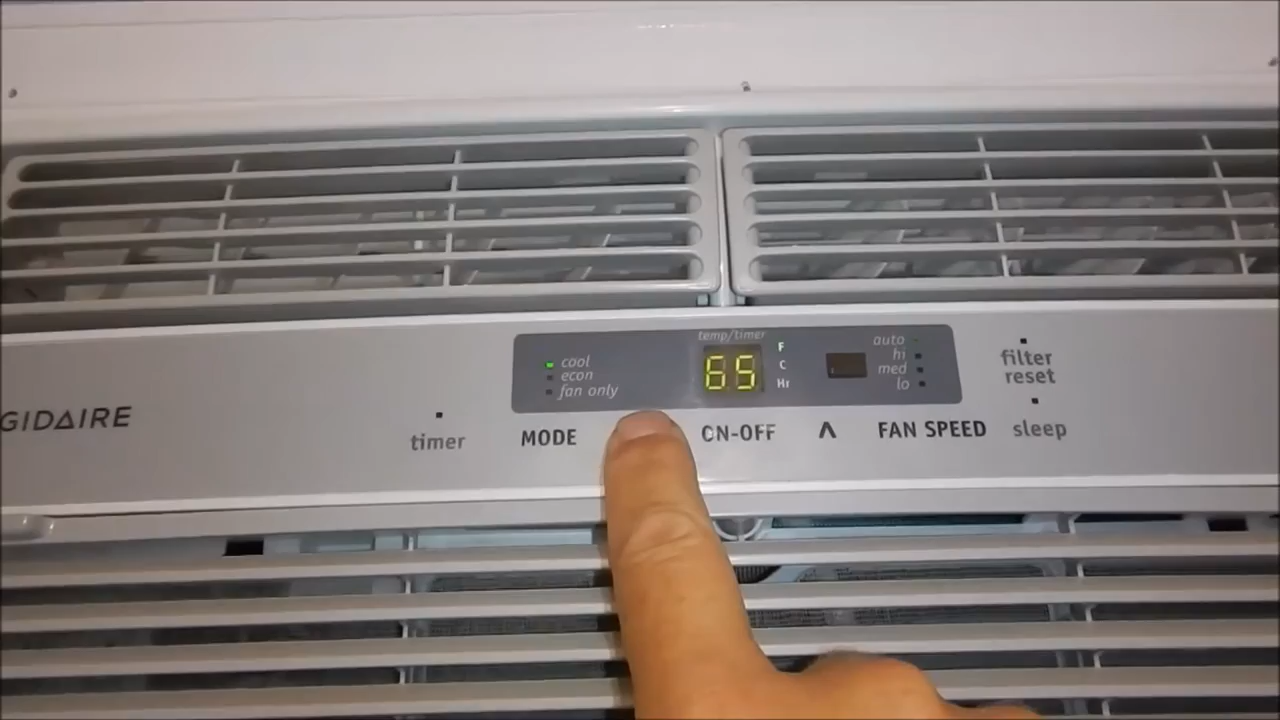 temp/timer
65
F
C
Hr
cool
econ
fan only
auto
hi
med
lo
filter
reset
GIDAIRE
timer
MODE
ON-OFF
FAN SPEED
sleep